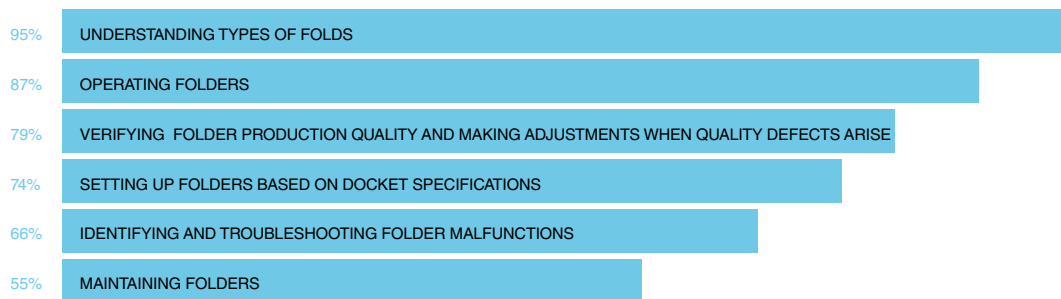 95% UNDERSTANDING TYPES OF FOLDS
87% OPERATING FOLDERS
79% VERIFYING  FOLDER PRODUCTION QUALITY AND MAKING ADJUSTMENTS WHEN QUALITY DEFECTS ARISE
74% SETTING UP FOLDERS BASED ON DOCKET SPECIFICATIONS
66% IDENTIFYING AND TROUBLESHOOTING FOLDER MALFUNCTIONS
55% MAINTAINING FOLDERS